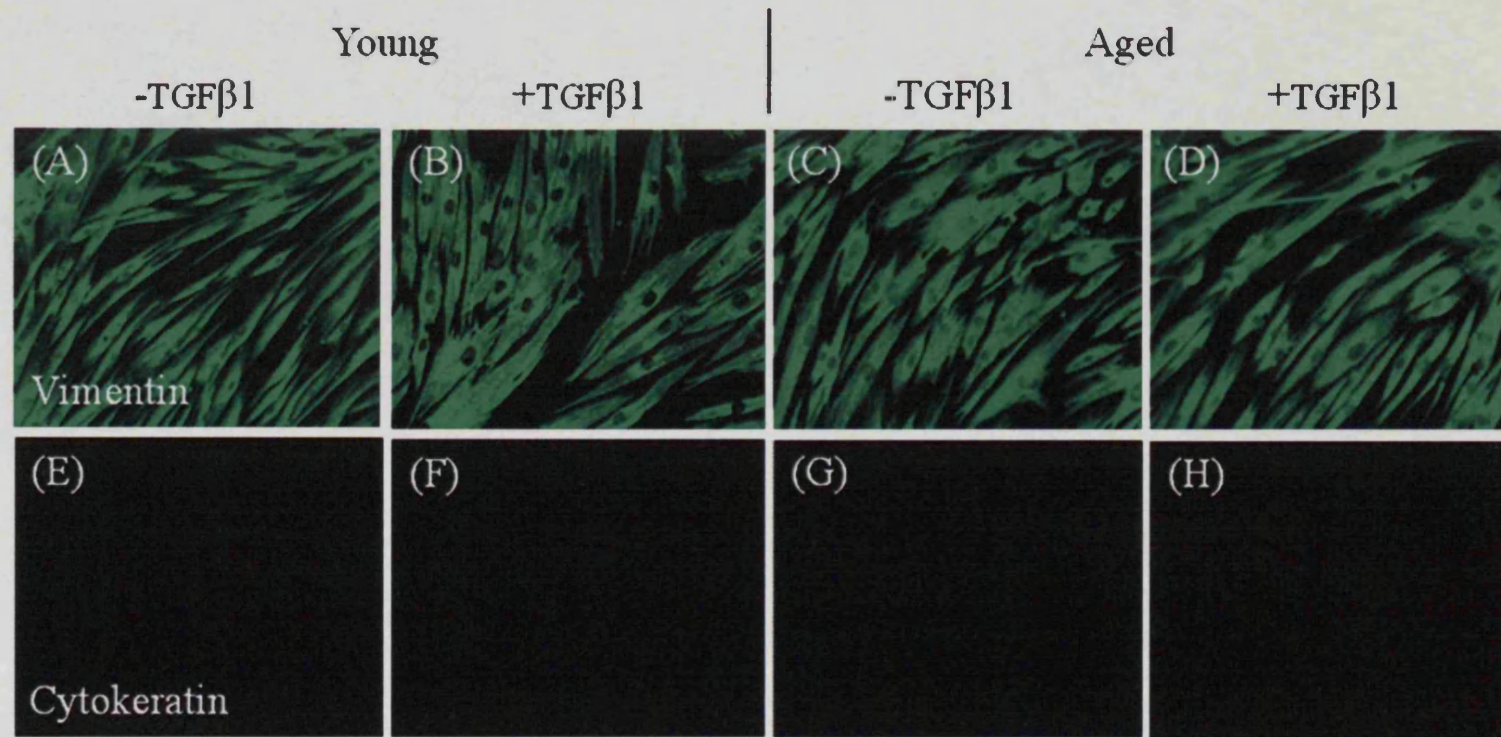 Young Aged
-TGFβ1 +TGFβ1 -TGFβ1 +TGFβ1
(A) (B) (C) (D)
Vimentin
(E) (F) (G) (H)
Cytokeratin